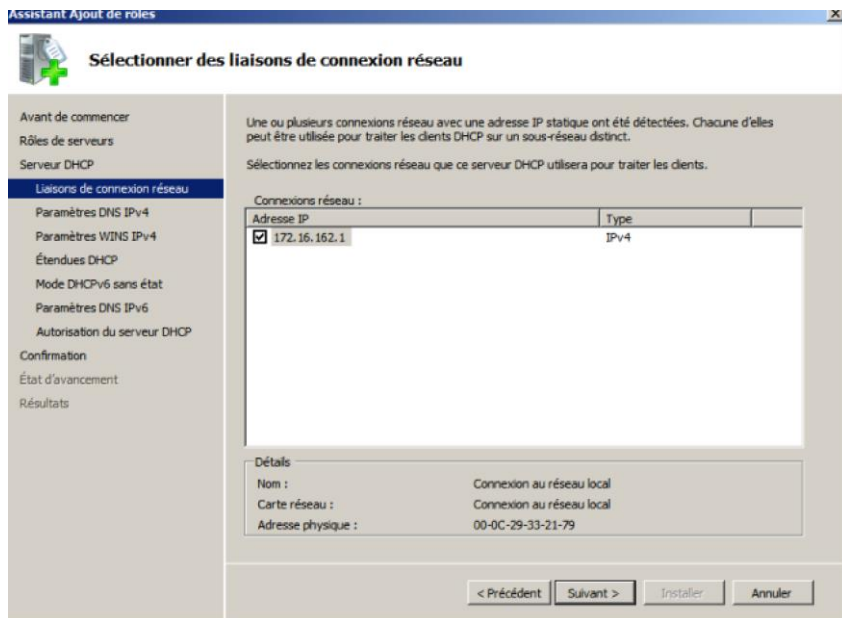 Assistant Ajout de rôles
Sélectionner des liaisons de connexion réseau
Avant de commencer
Rôles de serveurs
Serveur DHCP
Liaisons de connexion réseau
Paramètres DNS IPv4
Paramètres WINS IPv4
Étendues DHCP
Mode DHCPv6 sans état
Paramètres DNS IPv6
Autorisation du serveur DHCP
Confirmation
État d'avancement
Résultats
Une ou plusieurs connexions réseau avec une adresse IP statique ont été détectées. Chacune d'elles
peut être utilisée pour traiter les clients DHCP sur un sous-réseau distinct.
Sélectionnez les connexions réseau que ce serveur DHCP utilisera pour traiter les clients.
Connexions réseau :
Adresse IP Type
172.16.162.1 IPv4
Détails
Nom : Connexion au réseau local
Carte réseau : Connexion au réseau local
Adresse physique : 00-0C-29-33-21-79
< Précédent Suivant > Installer Annuler